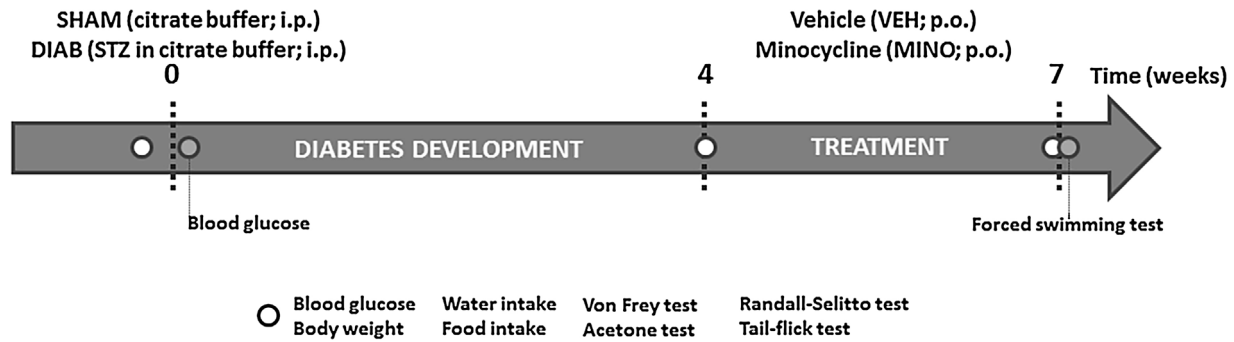 SHAM (citrate buffer; i.p.)
DIAB (STZ in citrate buffer; i.p.)
Vehicle (VEH; p.o.)
Minocycline (MINO; p.o.)
0
4
7
Time (weeks)
DIABETES DEVELOPMENT
TREATMENT
Blood glucose
Forced swimming test
Blood glucose
Body weight
Water intake
Food intake
Von Frey test
Acetone test
Randall-Selitto test
Tail-flick test